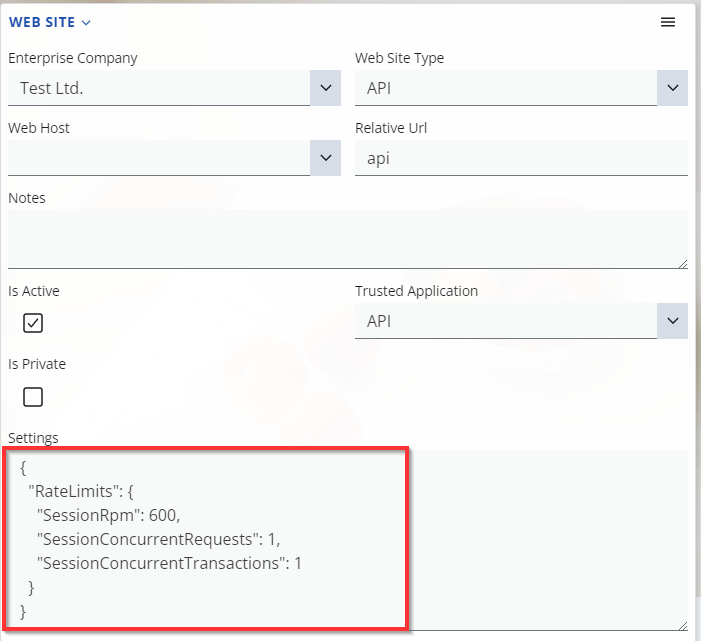 WEB SITE
Enterprise Company Web Site Type
Test Ltd. API
Web Host Relative Url
api
Notes
Is Active Trusted Application
API
Is Private
Settings
{
"RateLimits": {
"SessionRpm": 600,
"SessionConcurrentRequests": 1,
"SessionConcurrentTransactions": 1
}
}